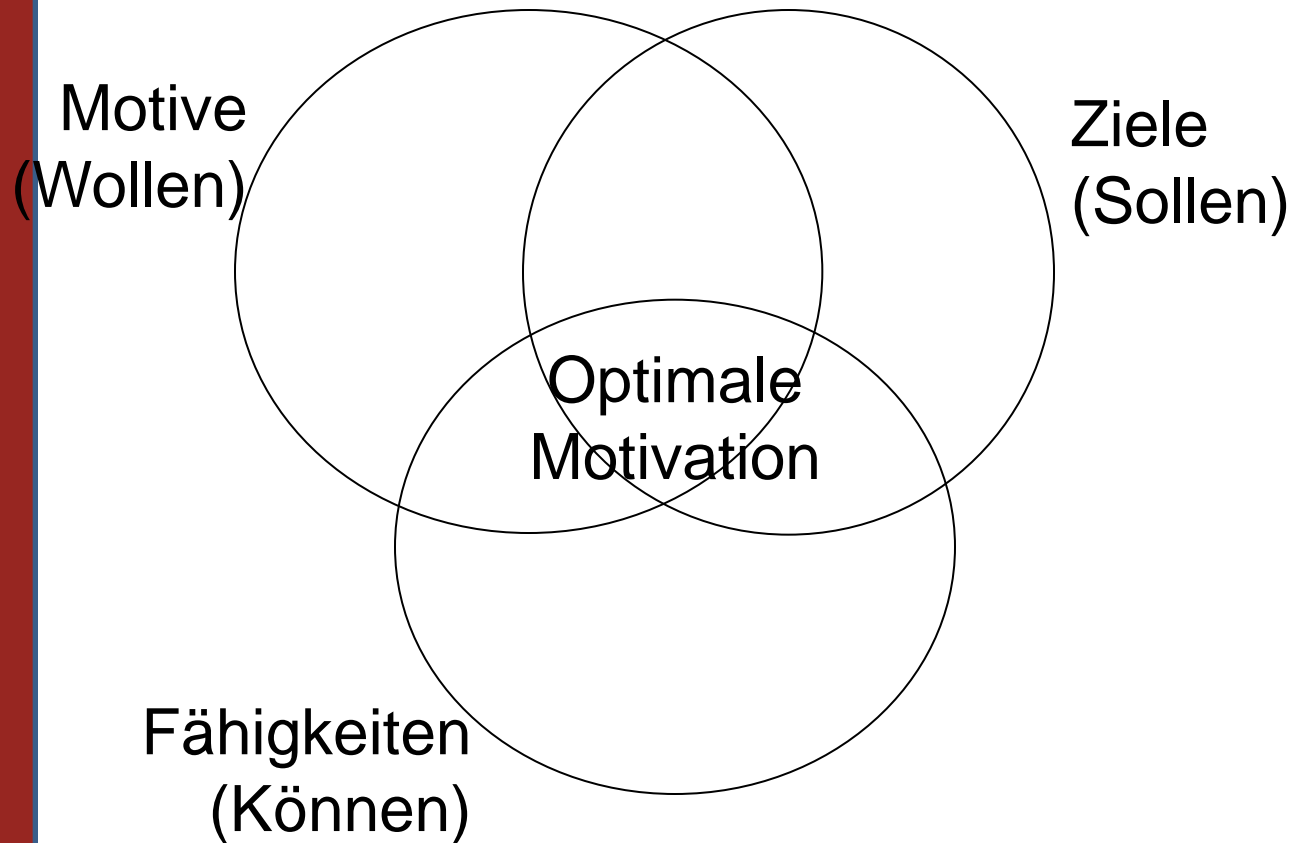 Motive
(Wollen)
Ziele
(Sollen)
Optimale
Motivation
Fähigkeiten
(Können)